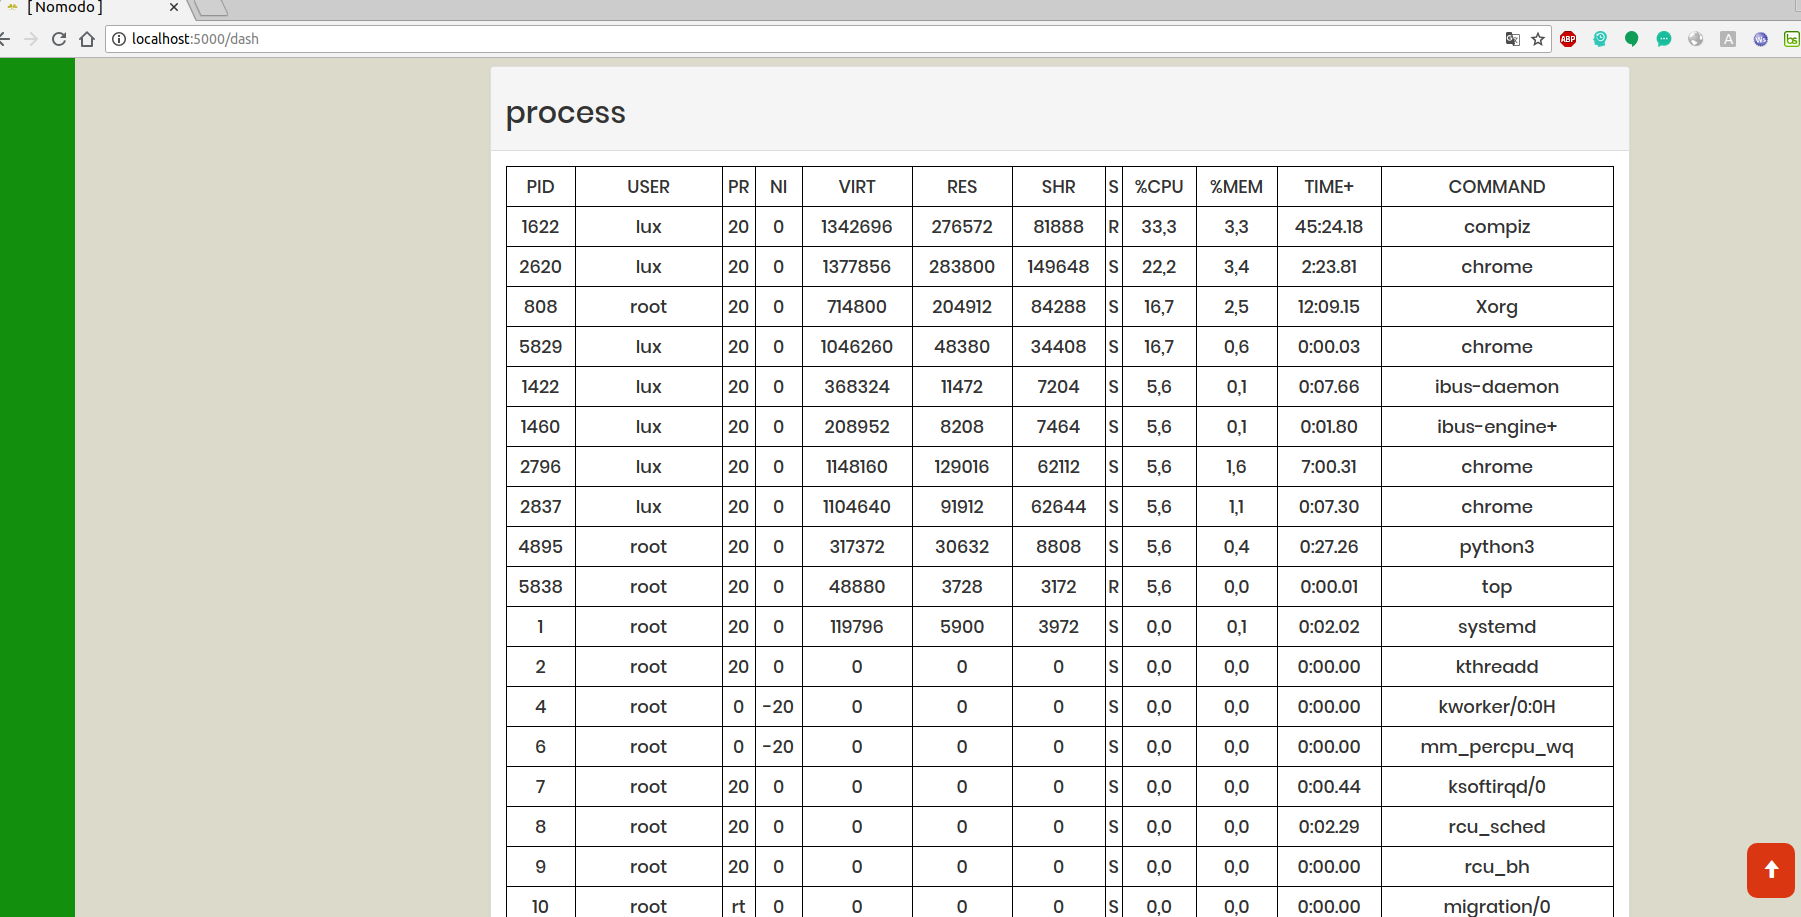 [ Nomodo ]
localhost:5000/dash
ABP
A
Ws
bs
process
PID USER PR NI VIRT RES SHR S %CPU %MEM TIME+ COMMAND
1622 lux 20 0 1342696 276572 81888 R 33,3 3,3 45:24.18 compiz
2620 lux 20 0 1377856 283800 149648 S 22,2 3,4 2:23.81 chrome
808 root 20 0 714800 204912 84288 S 16,7 2,5 12:09.15 Xorg
5829 lux 20 0 1046260 48380 34408 S 16,7 0,6 0:00.03 chrome
1422 lux 20 0 368324 11472 7204 S 5,6 0,1 0:07.66 ibus-daemon
1460 lux 20 0 208952 8208 7464 S 5,6 0,1 0:01.80 ibus-engine+
2796 lux 20 0 1148160 129016 62112 S 5,6 1,6 7:00.31 chrome
2837 lux 20 0 1104640 91912 62644 S 5,6 1,1 0:07.30 chrome
4895 root 20 0 317372 30632 8808 S 5,6 0,4 0:27.26 python3
5838 root 20 0 48880 3728 3172 R 5,6 0,0 0:00.01 top
1 root 20 0 119796 5900 3972 S 0,0 0,1 0:02.02 systemd
2 root 20 0 0 0 0 S 0,0 0,0 0:00.00 kthreadd
4 root 0 -20 0 0 0 S 0,0 0,0 0:00.00 kworker/0:0H
6 root 0 -20 0 0 0 S 0,0 0,0 0:00.00 mm_percpu_wq
7 root 20 0 0 0 0 S 0,0 0,0 0:00.44 ksoftirqd/0
8 root 20 0 0 0 0 S 0,0 0,0 0:02.29 rcu_sched
9 root 20 0 0 0 0 S 0,0 0,0 0:00.00 rcu_bh
10 root rt 0 0 0 0 S 0,0 0,0 0:00.00 migration/0